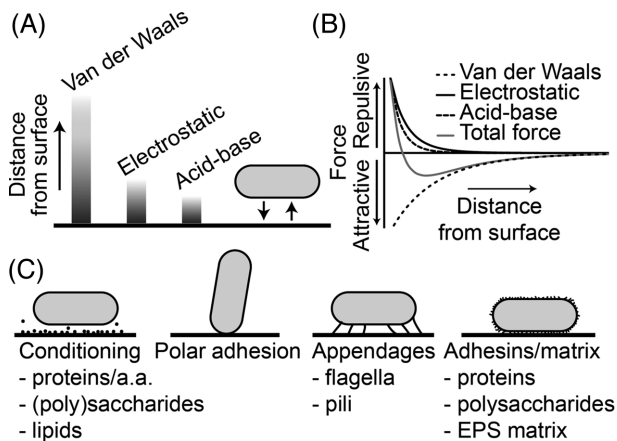 (A)
Van der Waals
Electrostatic
Acid-base
Distance
from surface
(B)
Van der Waals
Electrostatic
Acid-base
Total force
Force
Attractive Repulsive
Distance
from surface
(C)
Conditioning
- proteins/a.a.
- (poly)saccharides
- lipids
Polar adhesion
Appendages
- flagella
- pili
Adhesins/matrix
- proteins
- polysaccharides
- EPS matrix